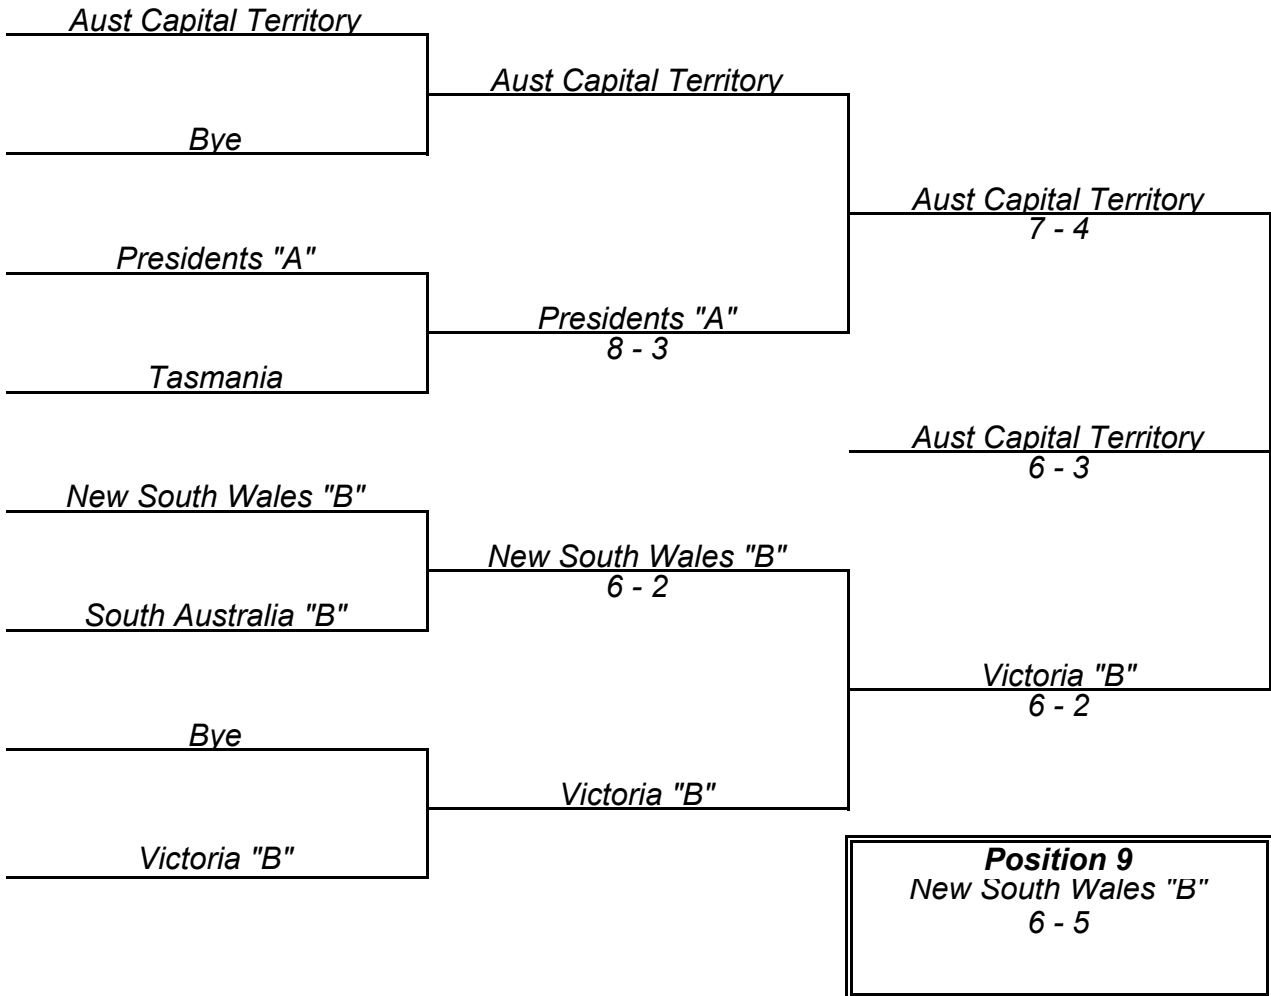 Aust Capital Territory
Aust Capital Territory
Bye
Aust Capital Territory
7 - 4
Presidents "A"
Presidents "A"
8 - 3
Tasmania
Aust Capital Territory
6 - 3
New South Wales "B"
New South Wales "B"
6 - 2
South Australia "B"
Victoria "B"
6 - 2
Bye
Victoria "B"
Victoria "B"
Position 9
New South Wales "B"
6 - 5